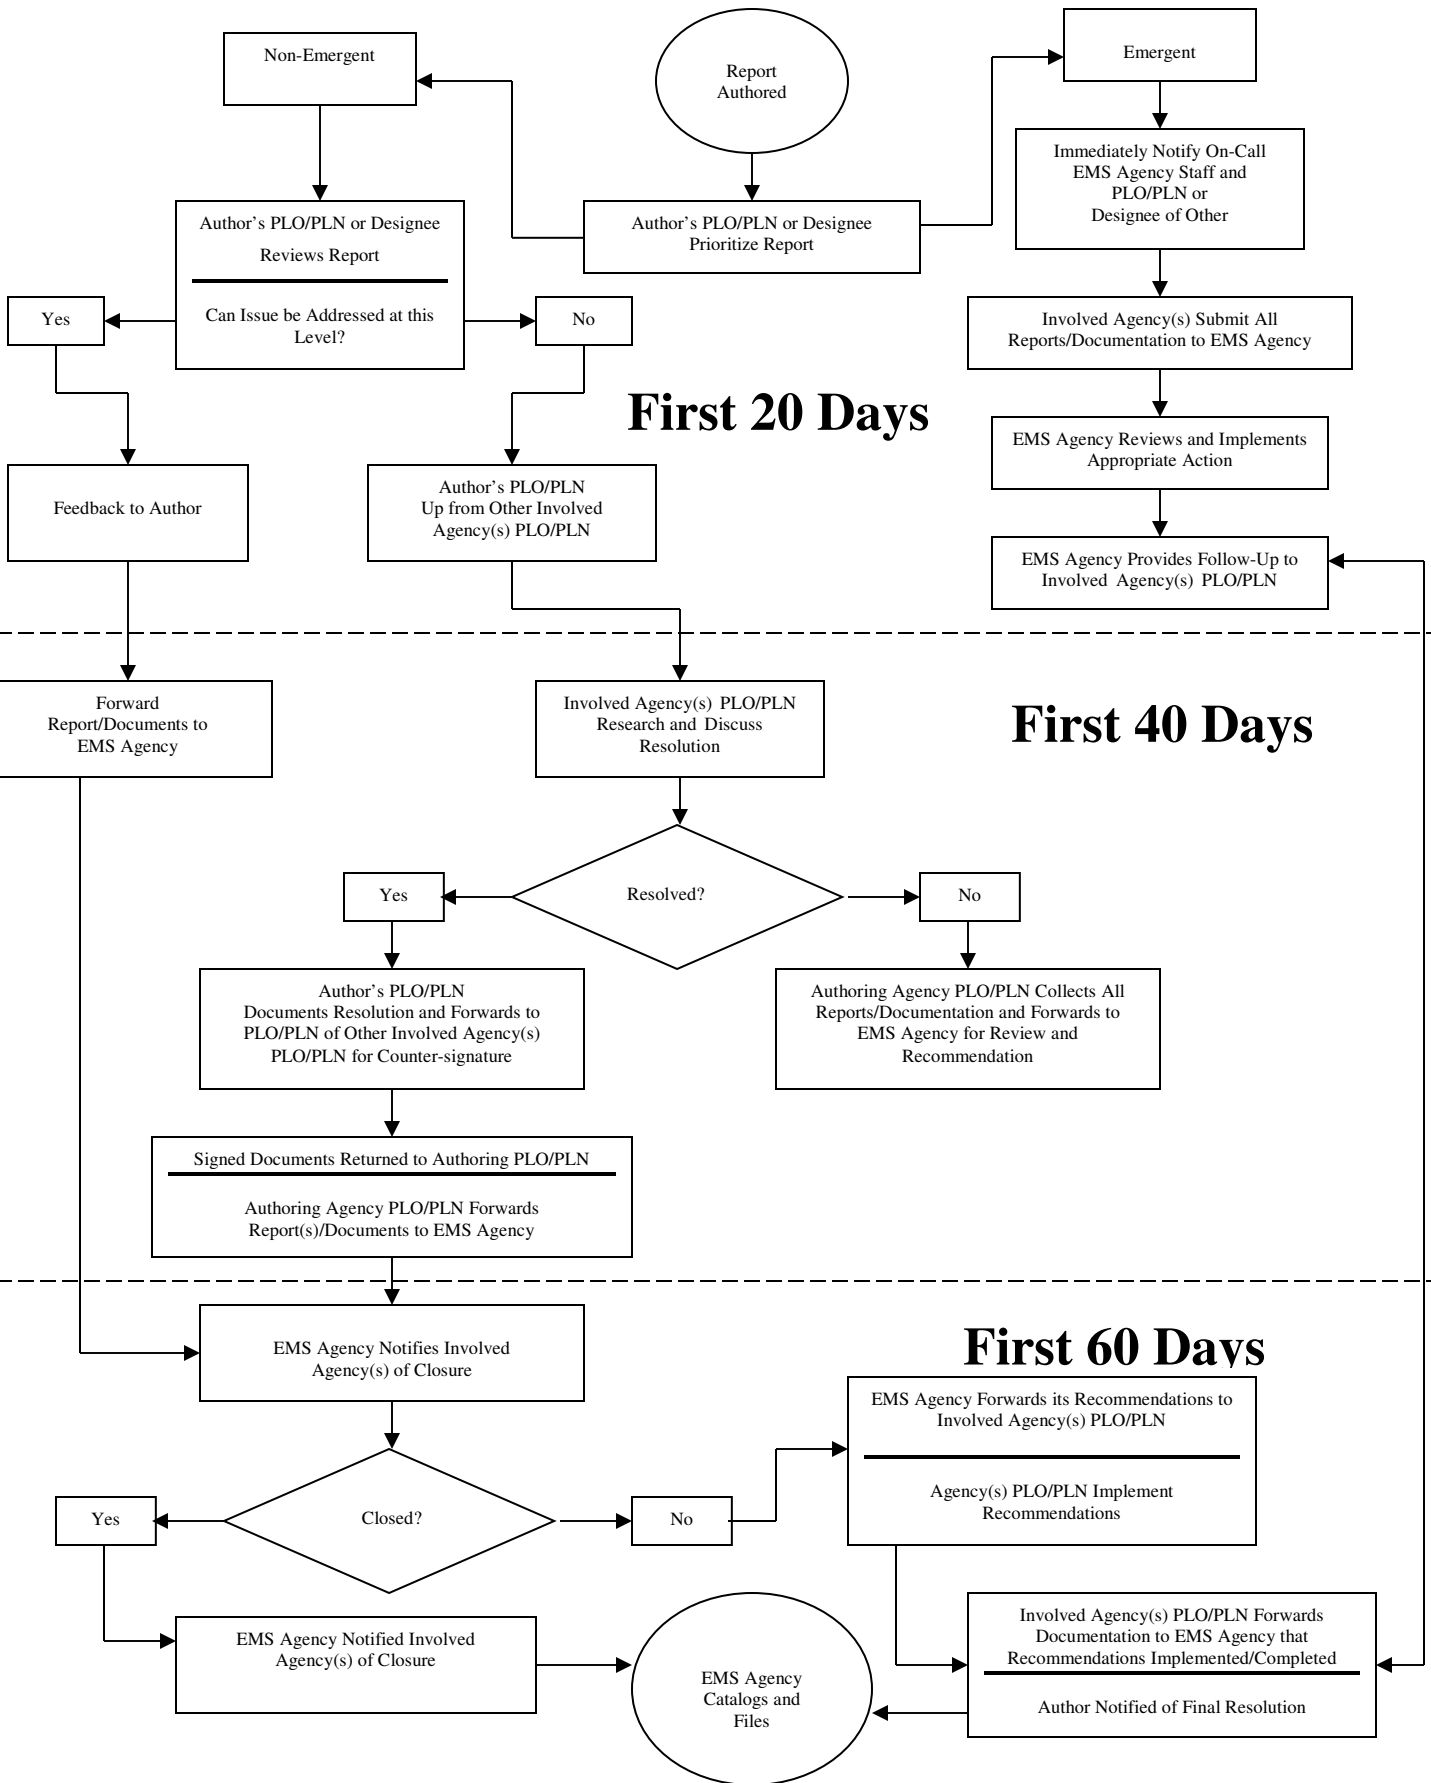 Non-Emergent
Report
Authored
Emergent
Immediately Notify On-Call
EMS Agency Staff and
PLO/PLN or
Designee of Other
Author's PLO/PLN or Designee
Reviews Report
Can Issue be Addressed at this
Level?
Author's PLO/PLN or Designee
Prioritize Report
Yes
No
Involved Agency(s) Submit All
Reports/Documentation to EMS Agency
First 20 Days
EMS Agency Reviews and Implements
Appropriate Action
Feedback to Author
Author's PLO/PLN
Up from Other Involved
Agency(s) PLO/PLN
EMS Agency Provides Follow-Up to
Involved Agency(s) PLO/PLN
Forward
Report/Documents to
EMS Agency
Involved Agency(s) PLO/PLN
Research and Discuss
Resolution
First 40 Days
Yes
Resolved?
No
Author's PLO/PLN
Documents Resolution and Forwards to
PLO/PLN of Other Involved Agency(s)
PLO/PLN for Counter-signature
Authoring Agency PLO/PLN Collects All
Reports/Documentation and Forwards to
EMS Agency for Review and
Recommendation
Signed Documents Returned to Authoring PLO/PLN
Authoring Agency PLO/PLN Forwards
Report(s)/Documents to EMS Agency
EMS Agency Notifies Involved
Agency(s) of Closure
First 60 Days
EMS Agency Forwards its Recommendations to
Involved Agency(s) PLO/PLN
Agency(s) PLO/PLN Implement
Recommendations
Yes
Closed?
No
EMS Agency Notified Involved
Agency(s) of Closure
EMS Agency
Catalogs and
Files
Involved Agency(s) PLO/PLN Forwards
Documentation to EMS Agency that
Recommendations Implemented/Completed
Author Notified of Final Resolution